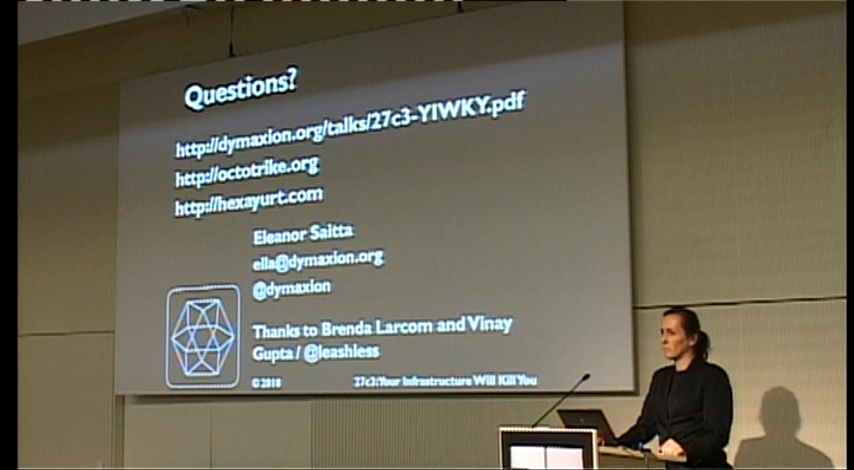 Questions?
http://dymaxion.org/talks/27c3-YIWKY.pdf
http://octotrike.org
http://hexayurt.com
Eleanor Saitta
ella@dymaxion.org
@dymaxion
Thanks to Brenda Larcom and Vinay
Gupta / @leashless
© 2010
27c3: Your Infrastructure Will Kill You